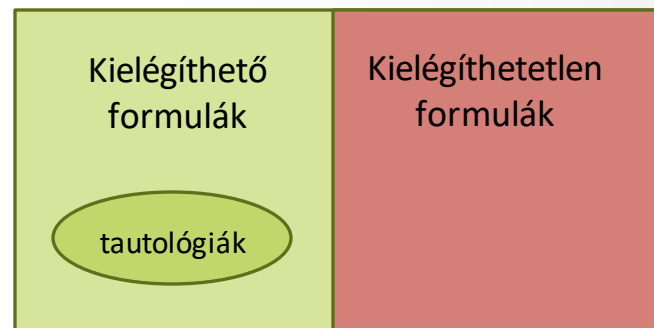 Kielégíthető
formulák
Kielégíthetetlen
formulák
tautológiák